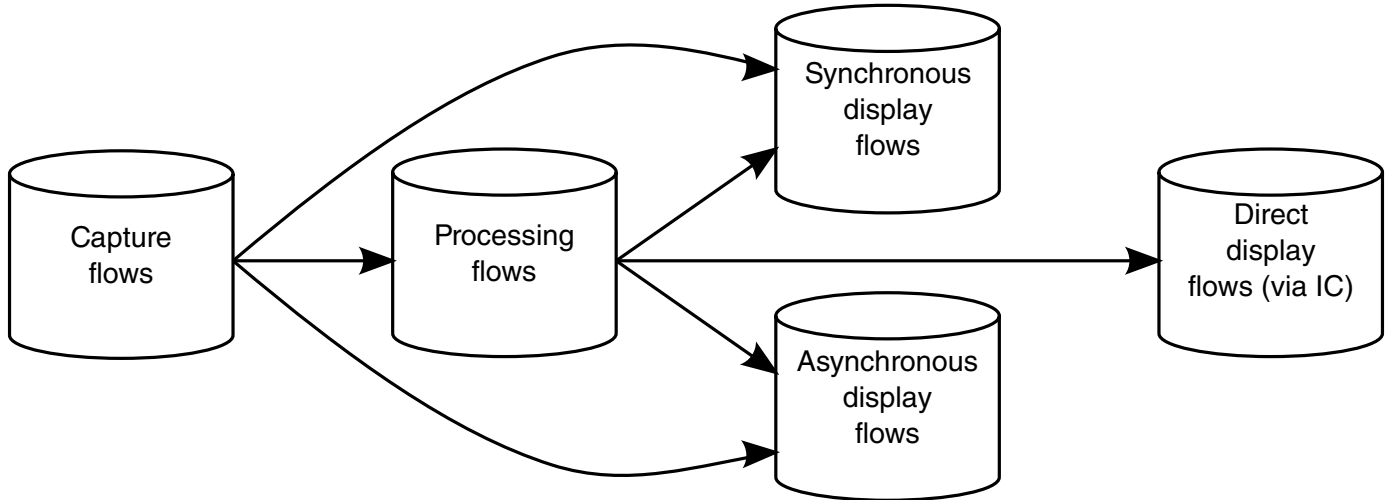 Capture
flows
Processing
flows
Synchronous
display
flows
Asynchronous
display
flows
Direct
display
flows (via IC)